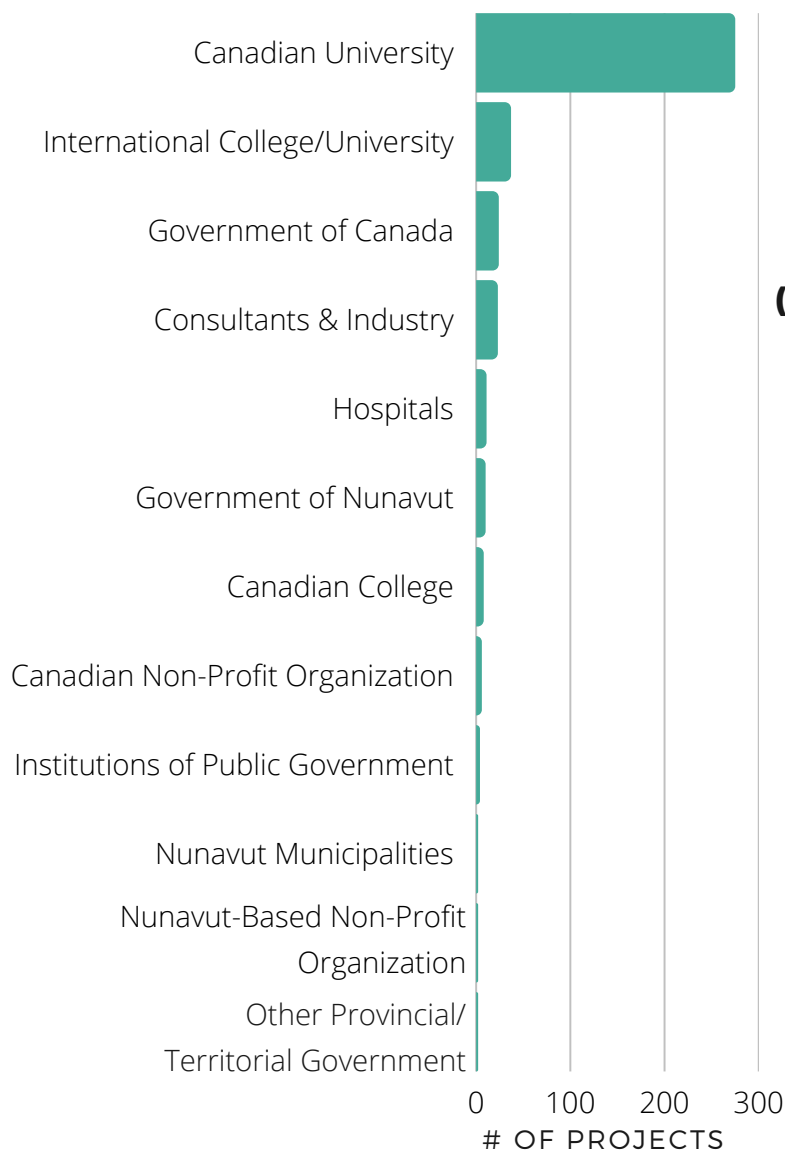 Canadian University
International College/University
Government of Canada
Consultants & Industry
(
Hospitals
Government of Nunavut
Canadian College
Canadian Non-Profit Organization
Institutions of Public Government
Nunavut Municipalities
Nunavut-Based Non-Profit
Organization
Other Provincial/
Territorial Government
0 100 200 300
# OF PROJECTS